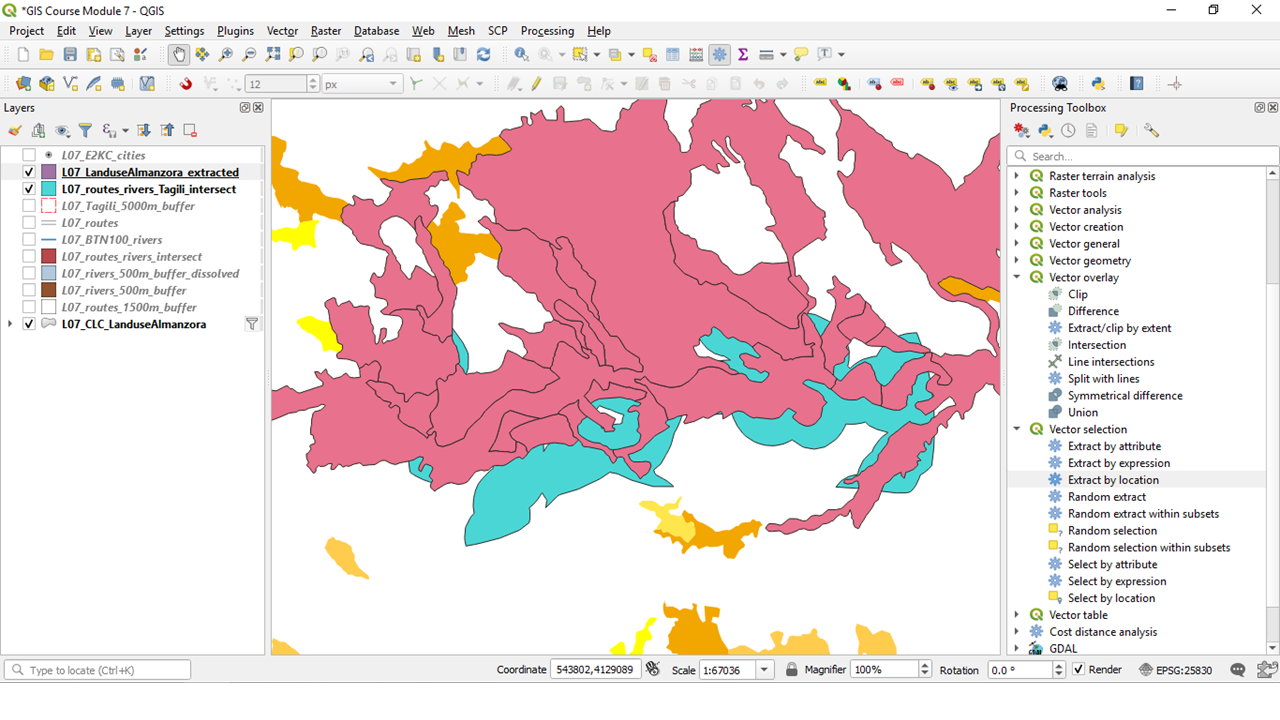 *GIS Course Module 7 - QGIS
Project Edit View Layer Settings Plugins Vector Raster Database Web Mesh SCP Processing Help
12 px
Layers
L07_E2KC_cities
L07_LanduseAlmanzora_extracted
L07_routes_rivers_Tagili_intersect
L07_Tagili_5000m_buffer
L07_routes
L07_BTN100_rivers
L07_routes_rivers_intersect
L07_rivers_500m_buffer_dissolved
L07_rivers_500m_buffer
L07_routes_1500m_buffer
L07_CLC_LanduseAlmanzora
Processing Toolbox
Search...
Raster terrain analysis
Raster tools
Vector analysis
Vector creation
Vector general
Vector geometry
Vector overlay
Clip
Difference
Extract/clip by extent
Intersection
Line intersections
Split with lines
Symmetrical difference
Union
Vector selection
Extract by attribute
Extract by expression
Extract by location
Random extract
Random extract within subsets
Random selection
Random selection within subsets
Select by attribute
Select by expression
Select by location
Vector table
Cost distance analysis
GDAL
Type to locate (Ctrl+K) Coordinate 543802,4129089 Scale 1:67036 Magnifier 100% Rotation 0.0 ° Render EPSG:25830